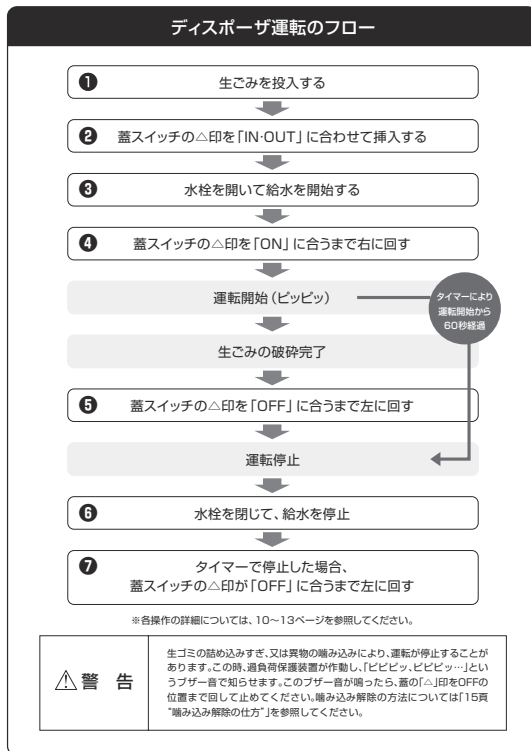 ディスポーザ運転のフロー
❶ 生ごみを投入する
❷ 蓋スイッチの△印を「IN･OUT」に合わせて挿入する
❸ 水栓を開いて給水を開始する
❹ 蓋スイッチの△印を「ON」に合うまで右に回す
運転開始（ピッピッ）
タイマーにより
運転開始から
60秒経過
生ごみの破砕完了
❺ 蓋スイッチの△印を「OFF」に合うまで左に回す
運転停止
❻ 水栓を閉じて、給水を停止
❼ タイマーで停止した場合、
蓋スイッチの△印が「OFF」に合うまで左に回す
※各操作の詳細については、10〜13ページを参照してください。
⚠警 告
生ゴミの詰め込みすぎ、又は異物の噛み込みにより、運転が停止することが
あります。この時、過負荷保護装置が作動し、「ピピピッ、ピピピッ…」とい
うブザー音で知らせます。このブザー音が鳴ったら、蓋の「△」印をOFFの
位置まで回して止めてください。噛み込み解除の方法については「15頁
“噛み込み解除の仕方”」を参照してください。